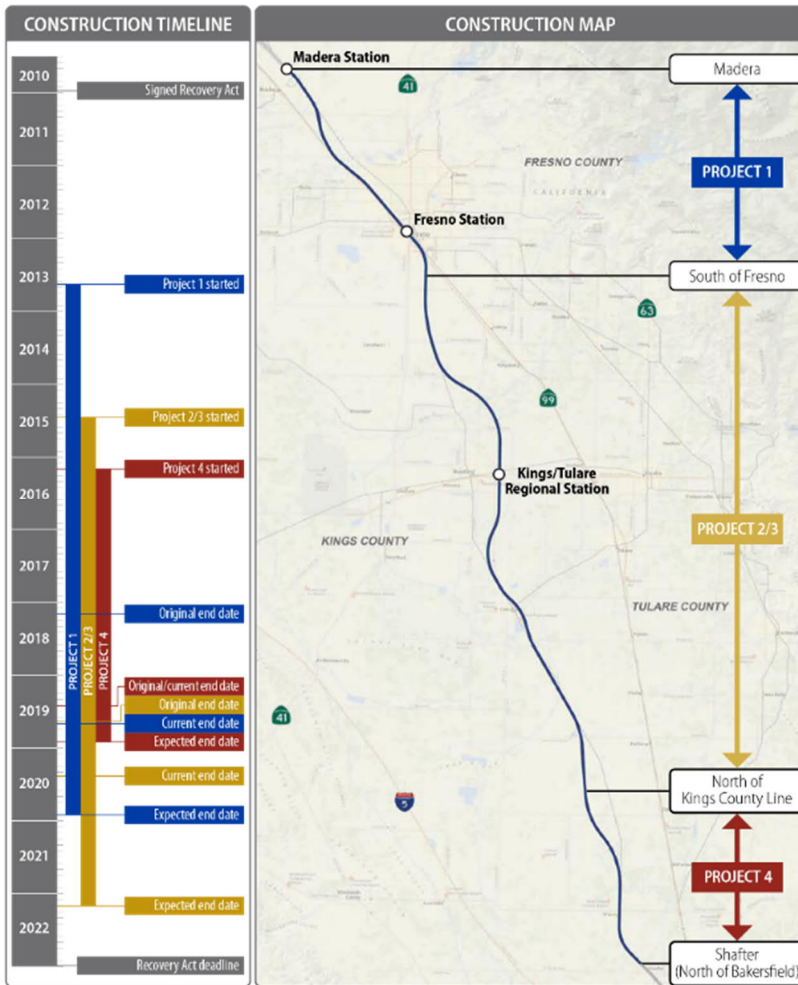 CONSTRUCTION TIMELINE
2010
Signed Recovery Act
2011
2012
2013
Project 1 started
2014
2015
Project 2/3 started
Project 4 started
2016
2017
2018
Original end date
PROJECT 1
PROJECT 2/3
PROJECT 4
Original/current end date
2019
Original end date
Current end date
Expected end date
2020
Current end date
Expected end date
2021
Expected end date
2022
Recovery Act deadline
CONSTRUCTION MAP
Madera Station
Madera
41
FRESNO COUNTY
PROJECT 1
CALIFORNIA
Fresno Station
South of Fresno
63
99
Kings/Tulare
Regional Station
PROJECT 2/3
KINGS COUNTY
TULARE COUNTY
41
5
North of
Kings County Line
PROJECT 4
Shafter
(North of Bakersfield)